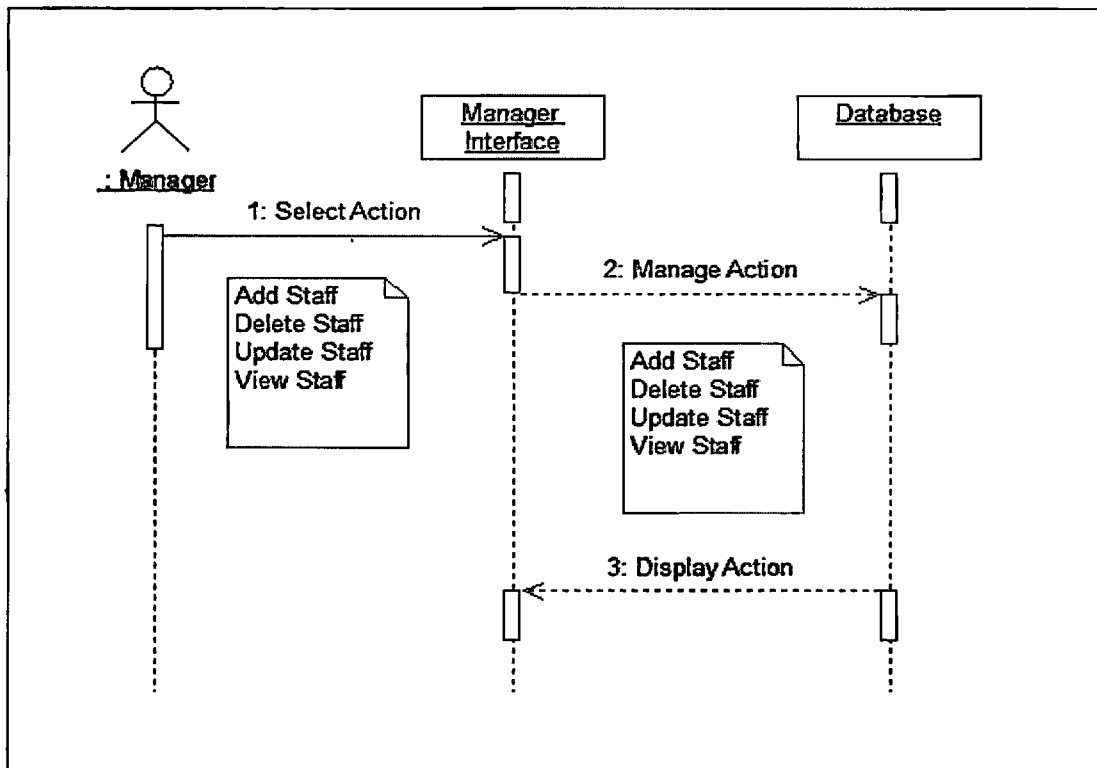 : Manager
Manager
Interface
Database
1: Select Action
2: Manage Action
Add Staff
Delete Staff
Update Staff
View Staff
Add Staff
Delete Staff
Update Staff
View Staff
3: Display Action